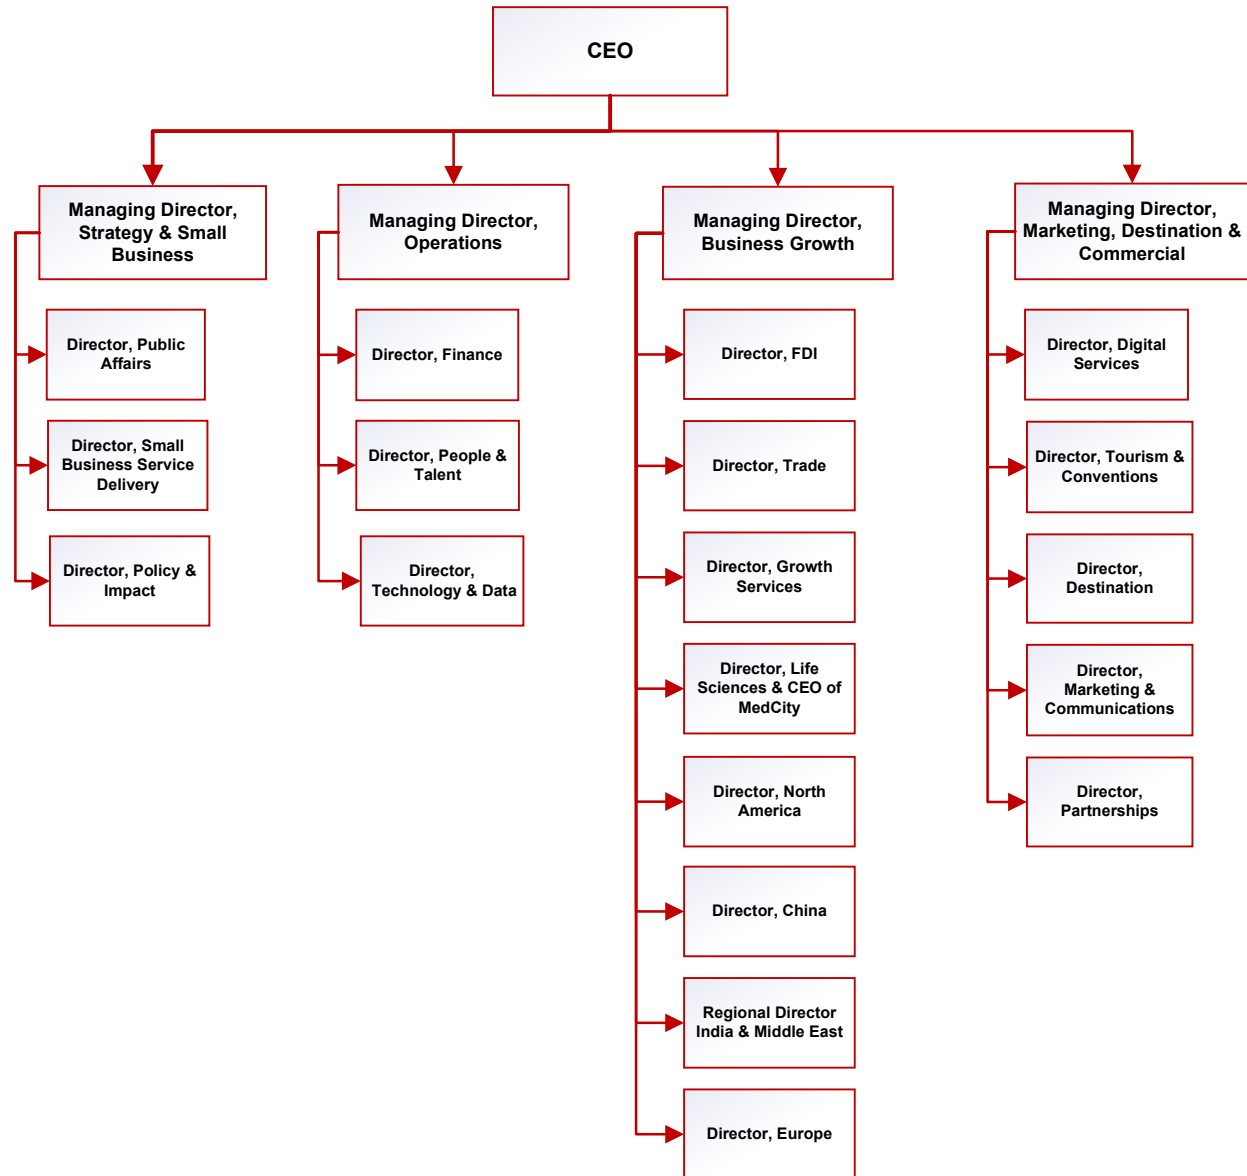 CEO
Managing Director,
Strategy & Small
Business
Managing Director,
Operations
Managing Director,
Business Growth
Managing Director,
Marketing, Destination &
Commercial
Director, Public
Affairs
Director, Small
Business Service
Delivery
Director, Policy &
Impact
Director, Finance
Director, People &
Talent
Director,
Technology & Data
Director, FDI
Director, Trade
Director, Growth
Services
Director, Life
Sciences & CEO of
MedCity
Director, North
America
Director, China
Regional Director
India & Middle East
Director, Europe
Director, Digital
Services
Director, Tourism &
Conventions
Director,
Destination
Director,
Marketing &
Communications
Director,
Partnerships